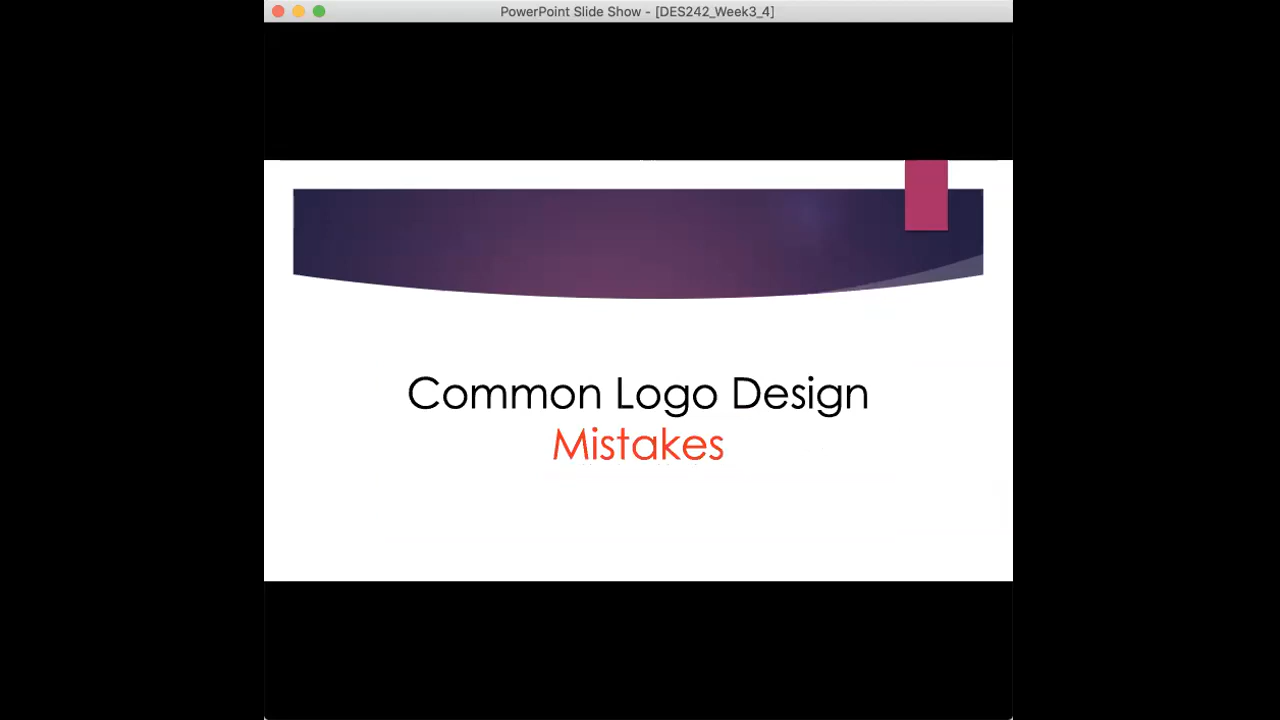 PowerPoint Slide Show - [DES242_Week3_4]
Common Logo Design
Mistakes